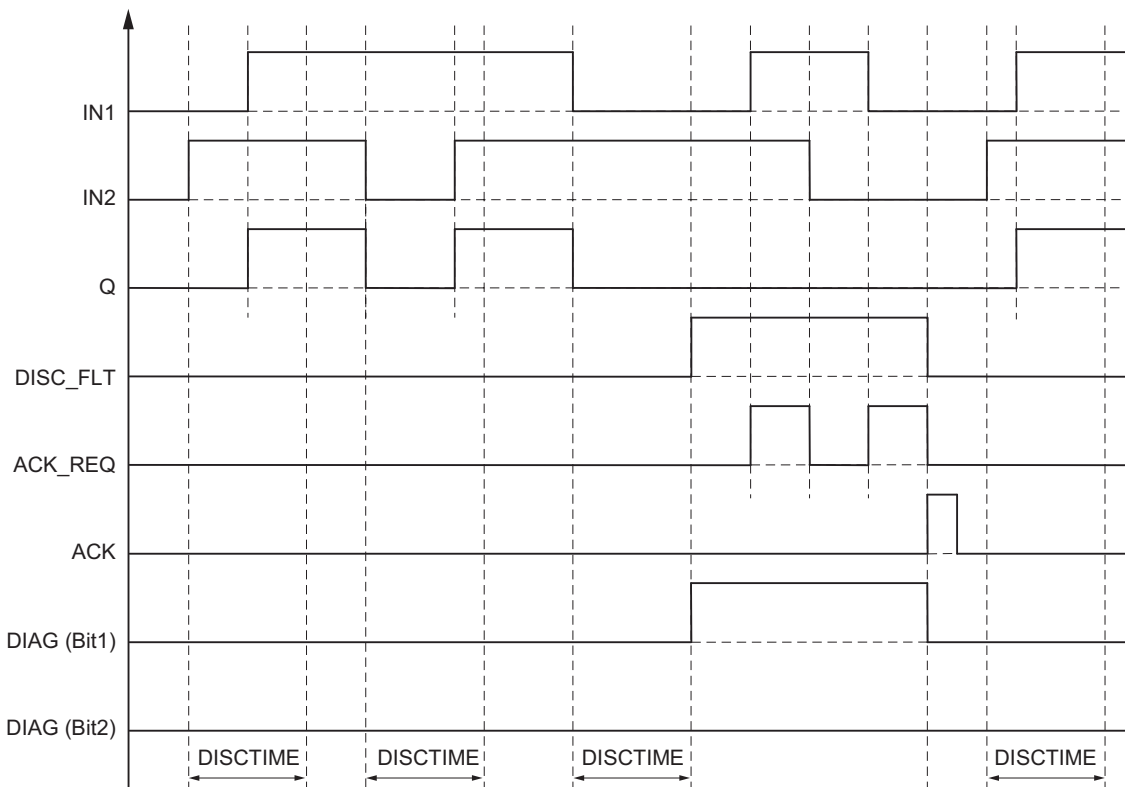 IN1
IN2
Q
DISC_FLT
ACK_REQ
ACK
DIAG (Bit1)
DIAG (Bit2)
DISCTIME
DISCTIME
DISCTIME
DISCTIME